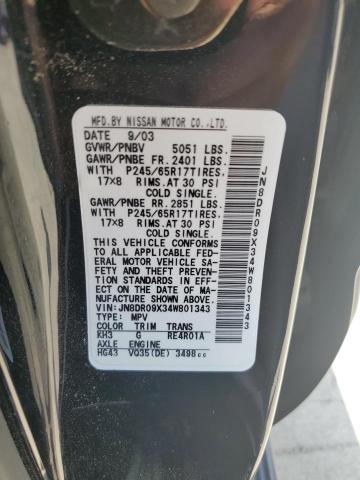 MFD.BY NISSAN MOTOR CO.,LTD.
DATE 9/03
GVWR/PNBV 5051 LBS.
GAWR/PNBE FR.2401 LBS.
WITH P245/65R17TIRES,
17X8 RIMS,AT 30 PSI
COLD SINGLE.
GAWR/PNBE RR.2851 LBS.
WITH P245/65R17TIRES,
17X8 RIMS,AT 30 PSI
COLD SINGLE.
THIS VEHICLE CONFORMS
TO ALL APPLICABLE FED-
ERAL MOTOR VEHICLE SA-
FETY AND THEFT PREVEN-
TION STANDARDS IN EFF-
ECT ON THE DATE OF MA-
NUFACTURE SHOWN ABOVE.
VIN:JN8DR09X34W801343
TYPE: MPV
COLOR TRIM TRANS
KH3 G RE4R01A
AXLE ENGINE
HG43 VQ35(DE) 3498cc
JN8DR09X34W801343